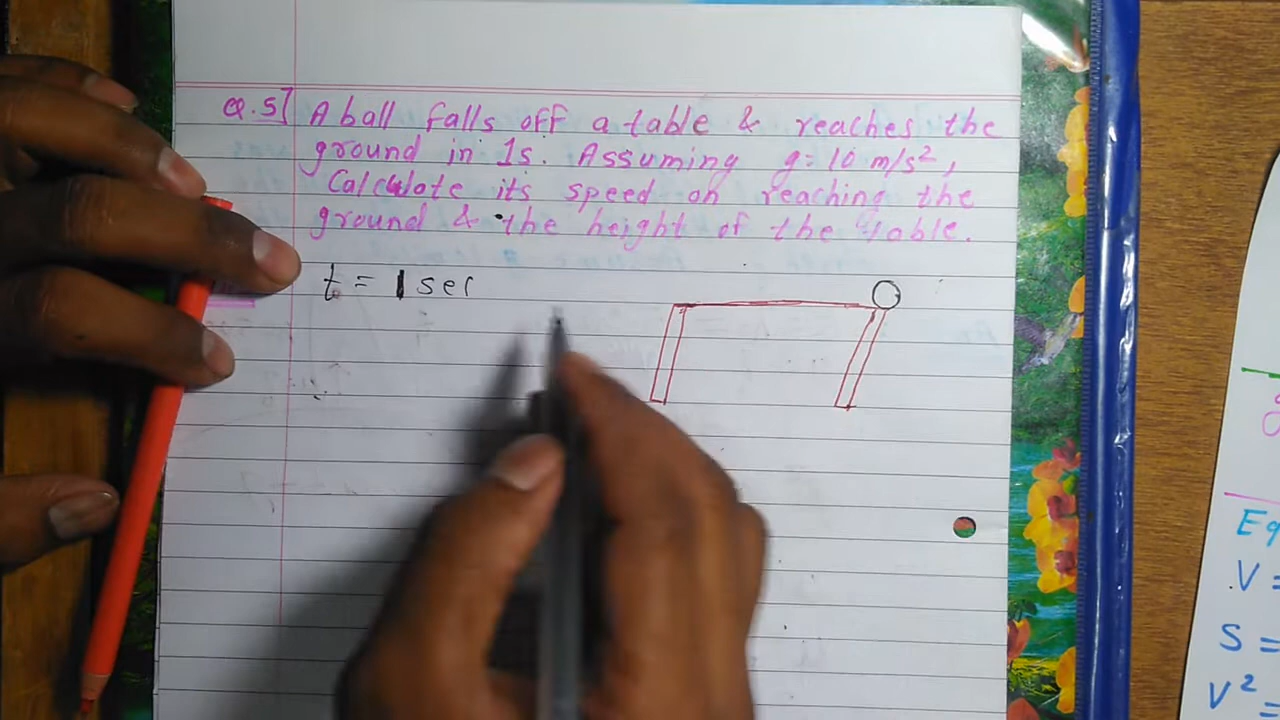 Q.5] A ball falls off a table & reaches the
ground in 1s. Assuming g=10 m/s²,
Calculate its speed on reaching the
ground & the height of the table.
t = 1 sec
Eq
V =
S =
V² =